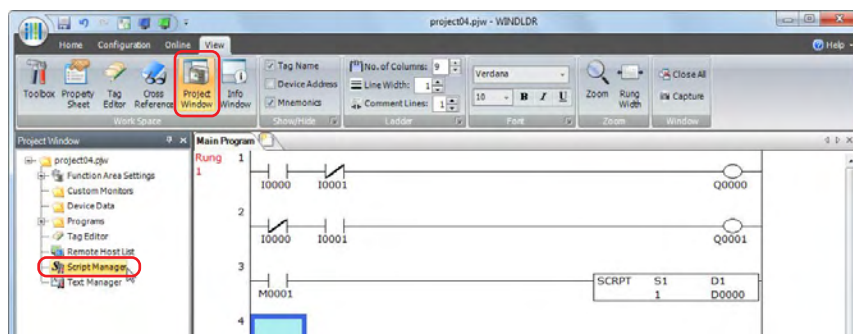 project04.pjw - WINDLDR
Home Configuration Online View Help
Toolbox Property Sheet Tag Editor Cross Reference Project Window Info Window
Work Space
Tag Name
Device Address
Mnemonics
Show/Hide
No. of Columns: 9
Line Width: 1
Comment Lines: 1
Ladder
Verdana
10 B I U
Font
Zoom Rung Width
Zoom
Close All
Capture
Window
Project Window
project04.pjw
Function Area Settings
Custom Monitors
Device Data
Programs
Tag Editor
Remote Host List
Script Manager
Text Manager
Main Program
Rung 1
1
I0000 I0001 Q0000
2
I0000 I0001 Q0001
3
SCRPT S1 D1
M0001 1 D0000
4